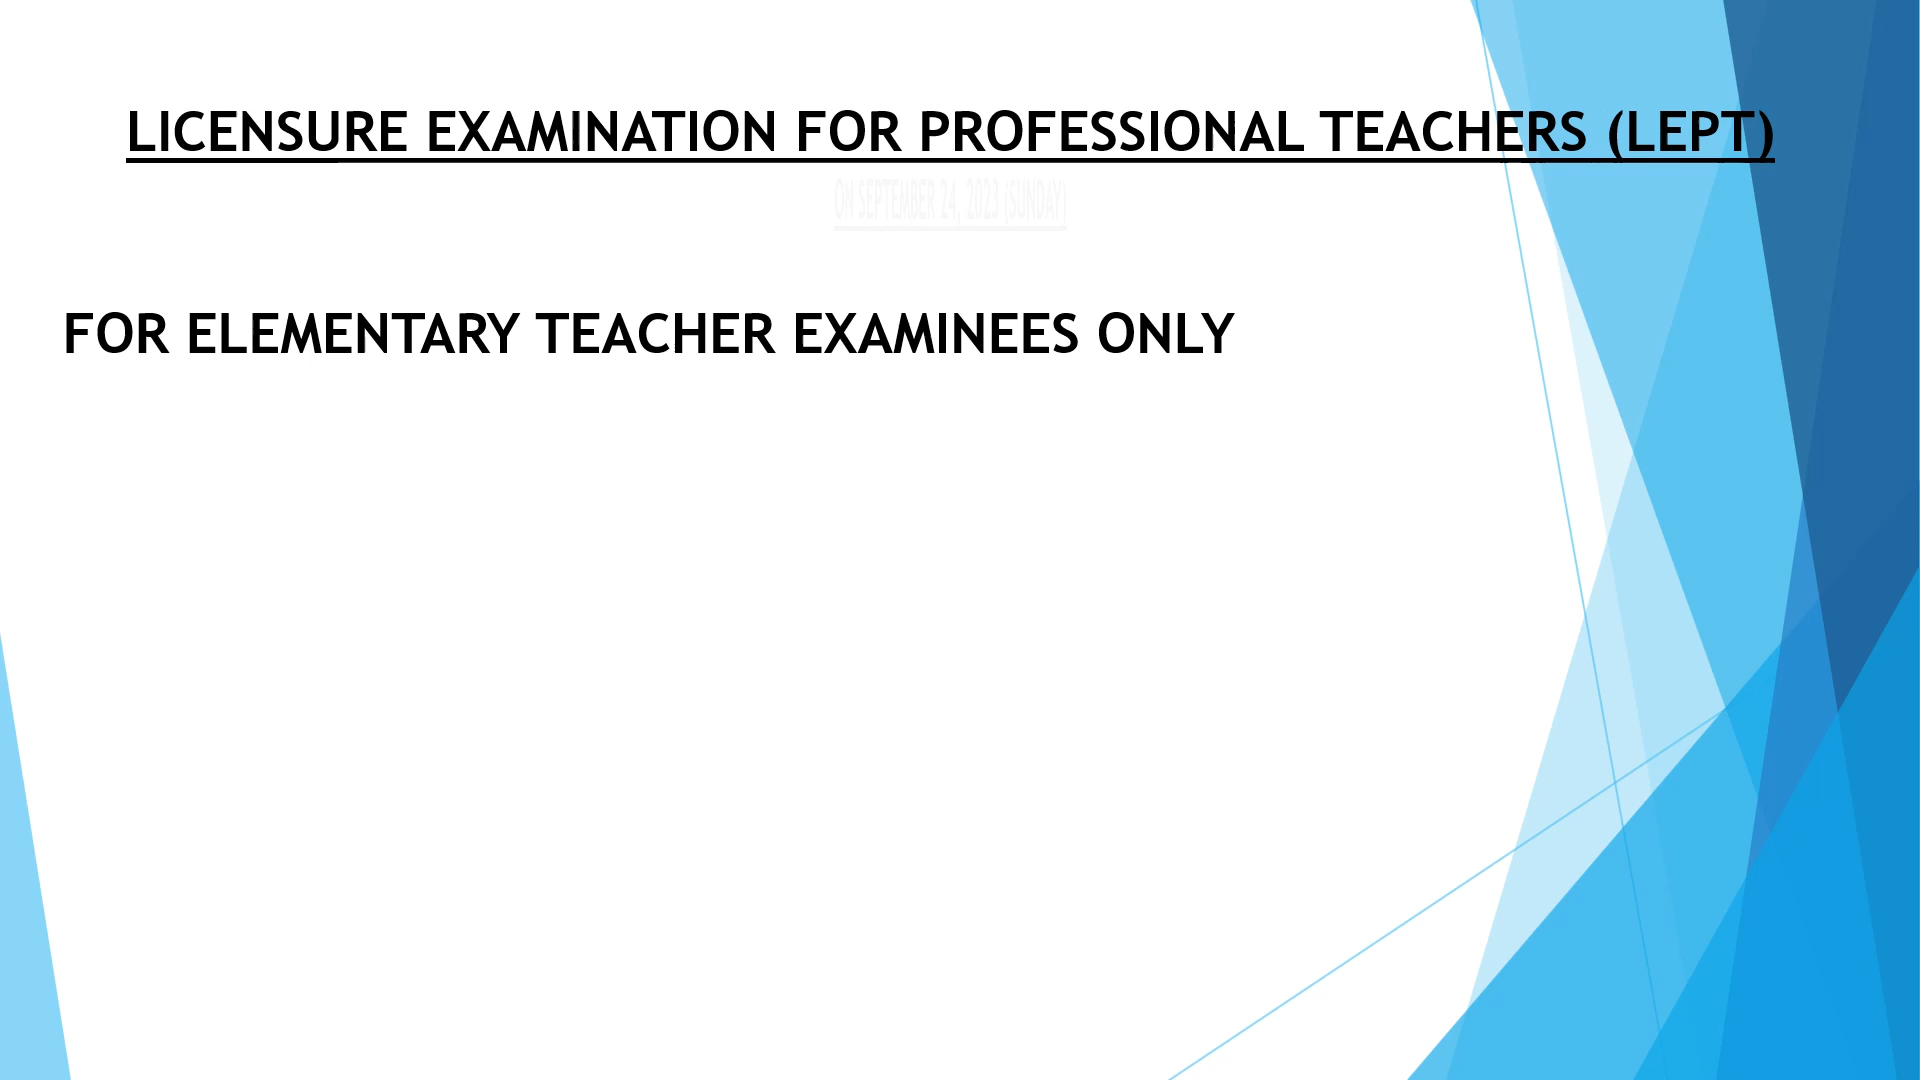 LICENSURE EXAMINATION FOR PROFESSIONAL TEACHERS (LEPT)
ON SEPTEMBER 24, 2023 (SUNDAY)
FOR ELEMENTARY TEACHER EXAMINEES ONLY